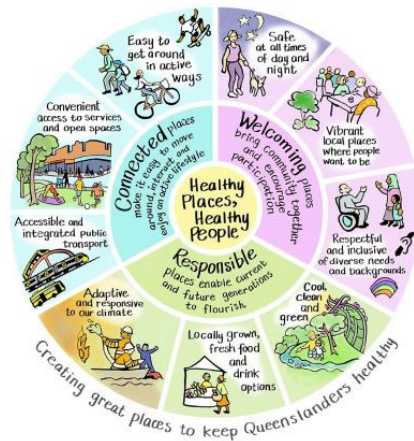 Healthy
Places,
Healthy
People
Connected places
make it easy to move
around, interact and
enjoy an active lifestyle
Welcoming places
bring community together
and encourage
participation
Responsible
places enable current
and future generations
to flourish
Easy to
get around
in active
ways
Safe
at all times
of day and
night
Vibrant
local places
where people
want to be
Respectful
and inclusive
of diverse needs
and backgrounds
Cool,
clean and
green
Locally grown,
fresh food and
drink
options
Adaptive
and responsive
to our climate
Accessible and
integrated public
transport
Convenient
access to services
and open spaces
Creating great places to keep Queenslanders healthy